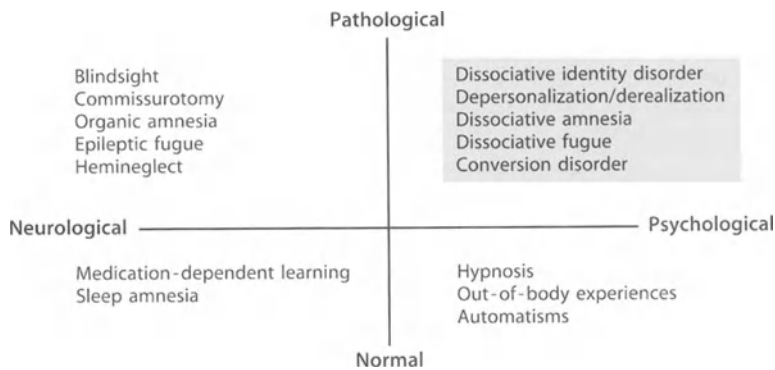 Pathological
Blindsight
Commissurotomy
Organic amnesia
Epileptic fugue
Hemineglect
Dissociative identity disorder
Depersonalization/derealization
Dissociative amnesia
Dissociative fugue
Conversion disorder
Neurological
Psychological
Medication-dependent learning
Sleep amnesia
Hypnosis
Out-of-body experiences
Automatisms
Normal